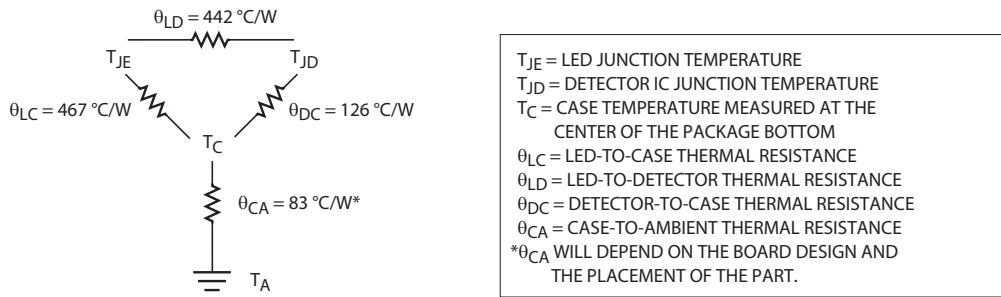 θLD = 442 °C/W
TJE TJD
θLC = 467 °C/W θDC = 126 °C/W
TC
θCA = 83 °C/W*
TA
TJE = LED JUNCTION TEMPERATURE
TJD = DETECTOR IC JUNCTION TEMPERATURE
TC = CASE TEMPERATURE MEASURED AT THE
CENTER OF THE PACKAGE BOTTOM
θLC = LED-TO-CASE THERMAL RESISTANCE
θLD = LED-TO-DETECTOR THERMAL RESISTANCE
θDC = DETECTOR-TO-CASE THERMAL RESISTANCE
θCA = CASE-TO-AMBIENT THERMAL RESISTANCE
*θCA WILL DEPEND ON THE BOARD DESIGN AND
THE PLACEMENT OF THE PART.